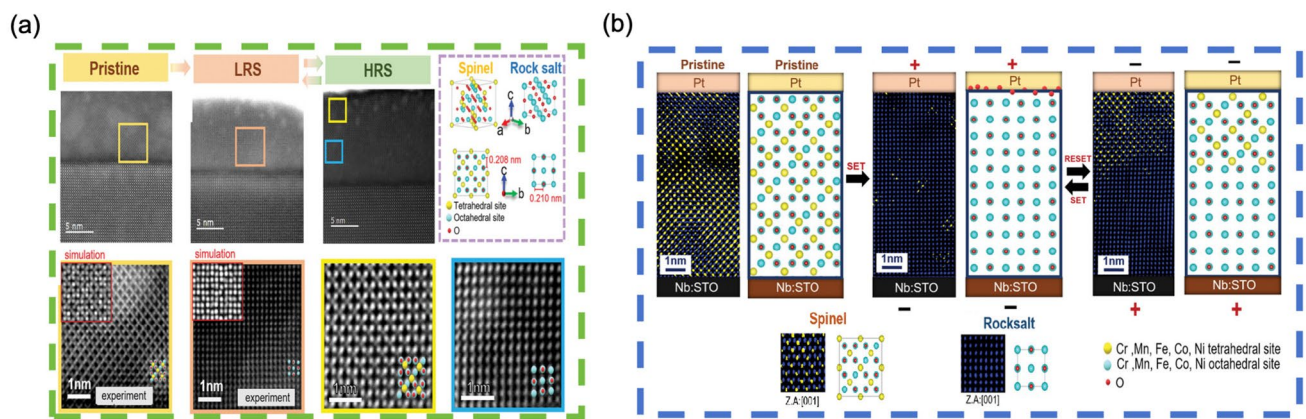 (a)
Pristine
LRS
HRS
5 nm
5 nm
5 nm
Spinel
Rock salt
c
a
b
0.208 nm
c
b
0.210 nm
Tetrahedral site
Octahedral site
O
simulation
1nm
experiment
simulation
1nm
experiment
1nm
1nm
(b)
Pristine
Pristine
+
+
−
−
Pt
Pt
Pt
Pt
Pt
Pt
SET
RESET
SET
1nm
1nm
1nm
Nb:STO
Nb:STO
Nb:STO
Nb:STO
Nb:STO
Nb:STO
−
−
+
+
Spinel
Z.A:[001]
Rocksalt
Z.A:[001]
Cr ,Mn, Fe, Co, Ni tetrahedral site
Cr ,Mn, Fe, Co, Ni octahedral site
O